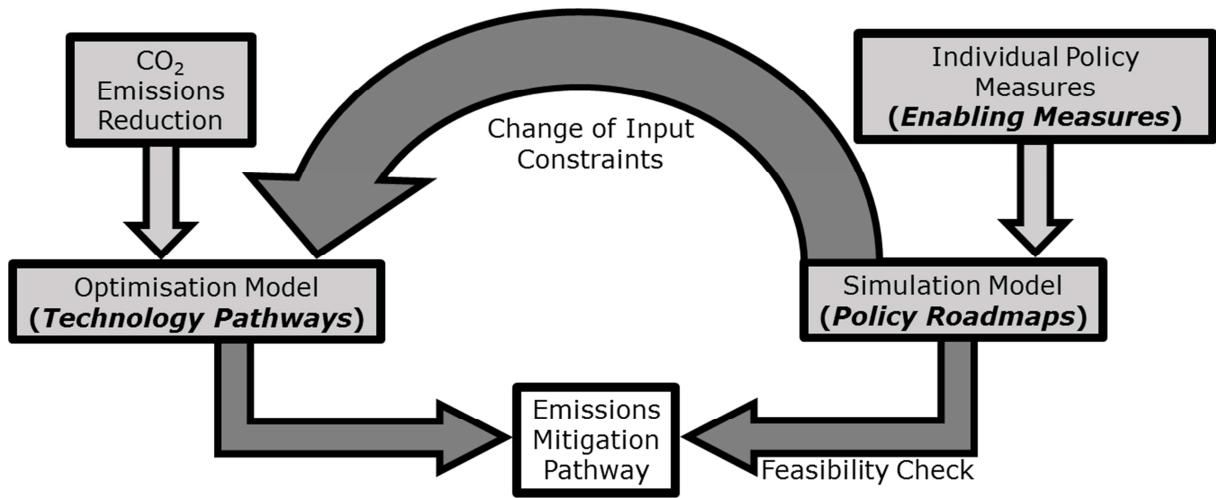 CO₂
Emissions
Reduction
Individual Policy
Measures
(Enabling Measures)
Change of Input
Constraints
Optimisation Model
(Technology Pathways)
Simulation Model
(Policy Roadmaps)
Emissions
Mitigation
Pathway
Feasibility Check